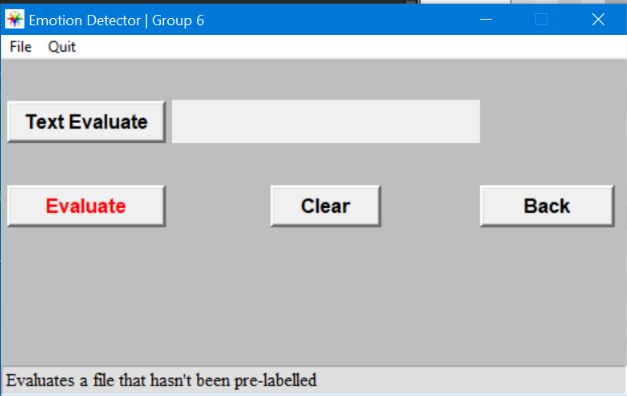 Emotion Detector | Group 6
File Quit
Text Evaluate
Evaluate Clear Back
Evaluates a file that hasn't been pre-labelled